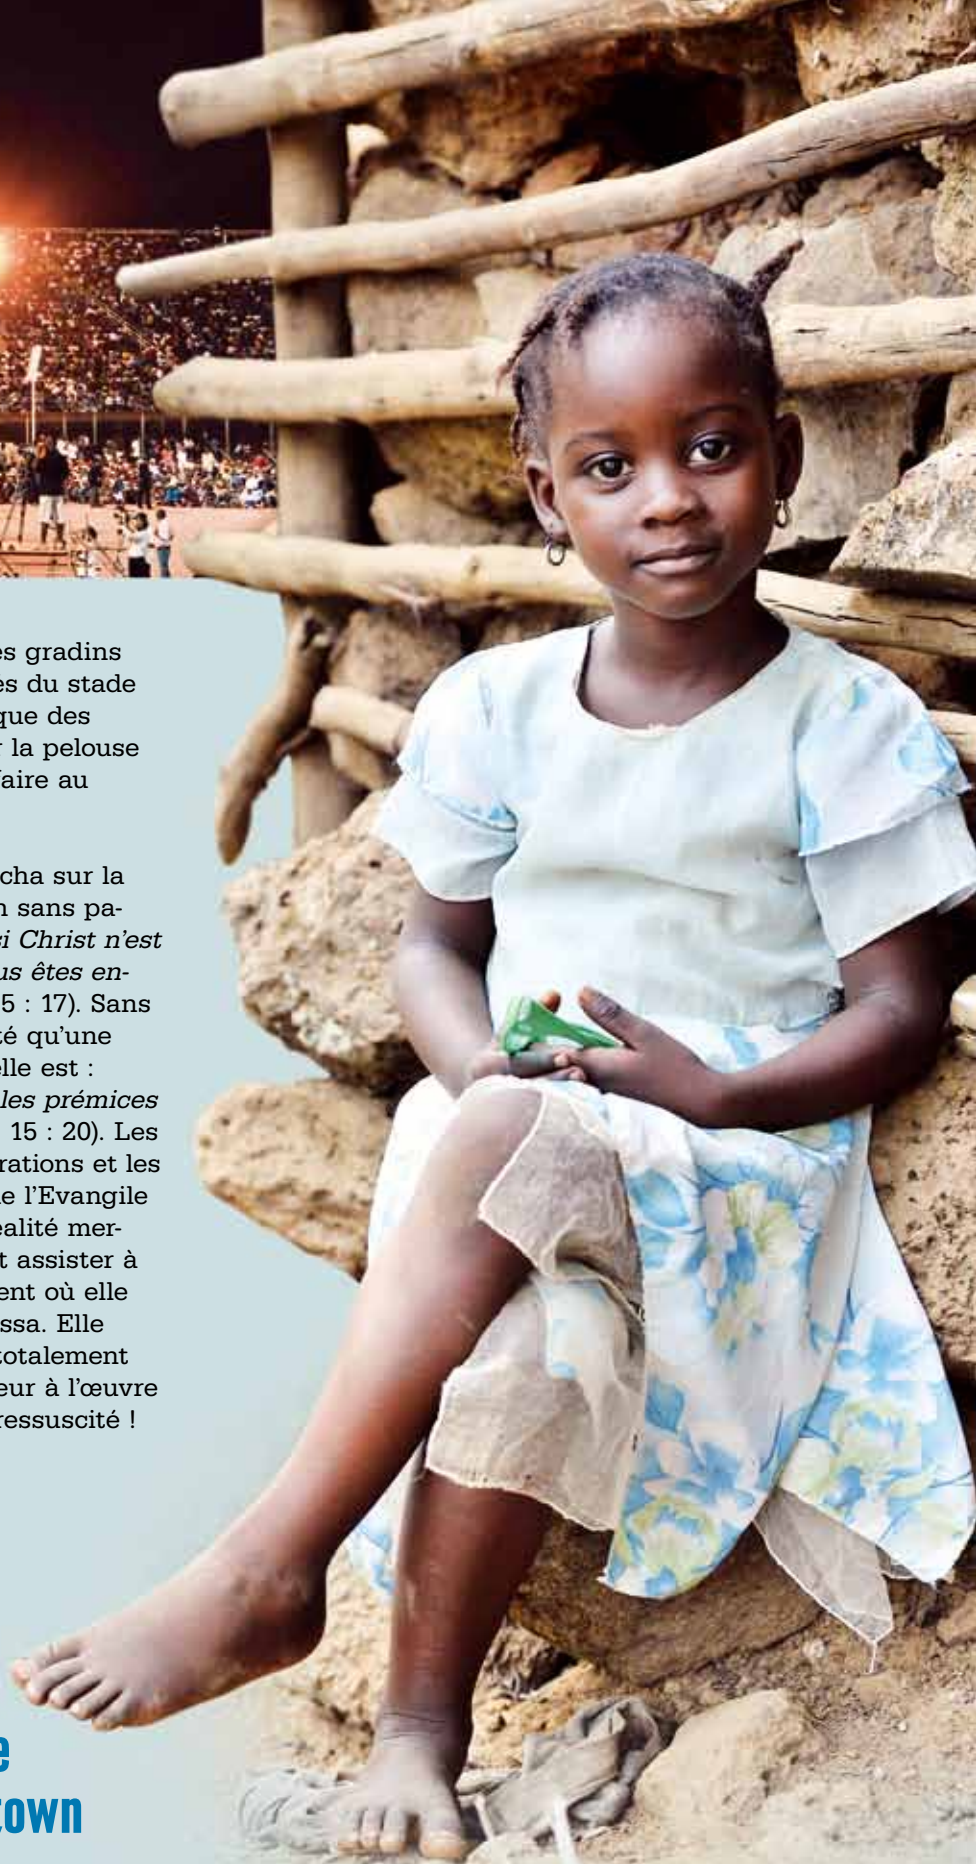 es gradins
es du stade
que des
r la pelouse
faire au
cha sur la
n sans pa-
si Christ n'est
us êtes en-
5 : 17). Sans
té qu'une
elle est :
les prémices
15 : 20). Les
rations et les
e l'Evangile
éalité mer-
t assister à
ent où elle
ssa. Elle
totalement
eur à l'œuvre
ressuscité !
e
town